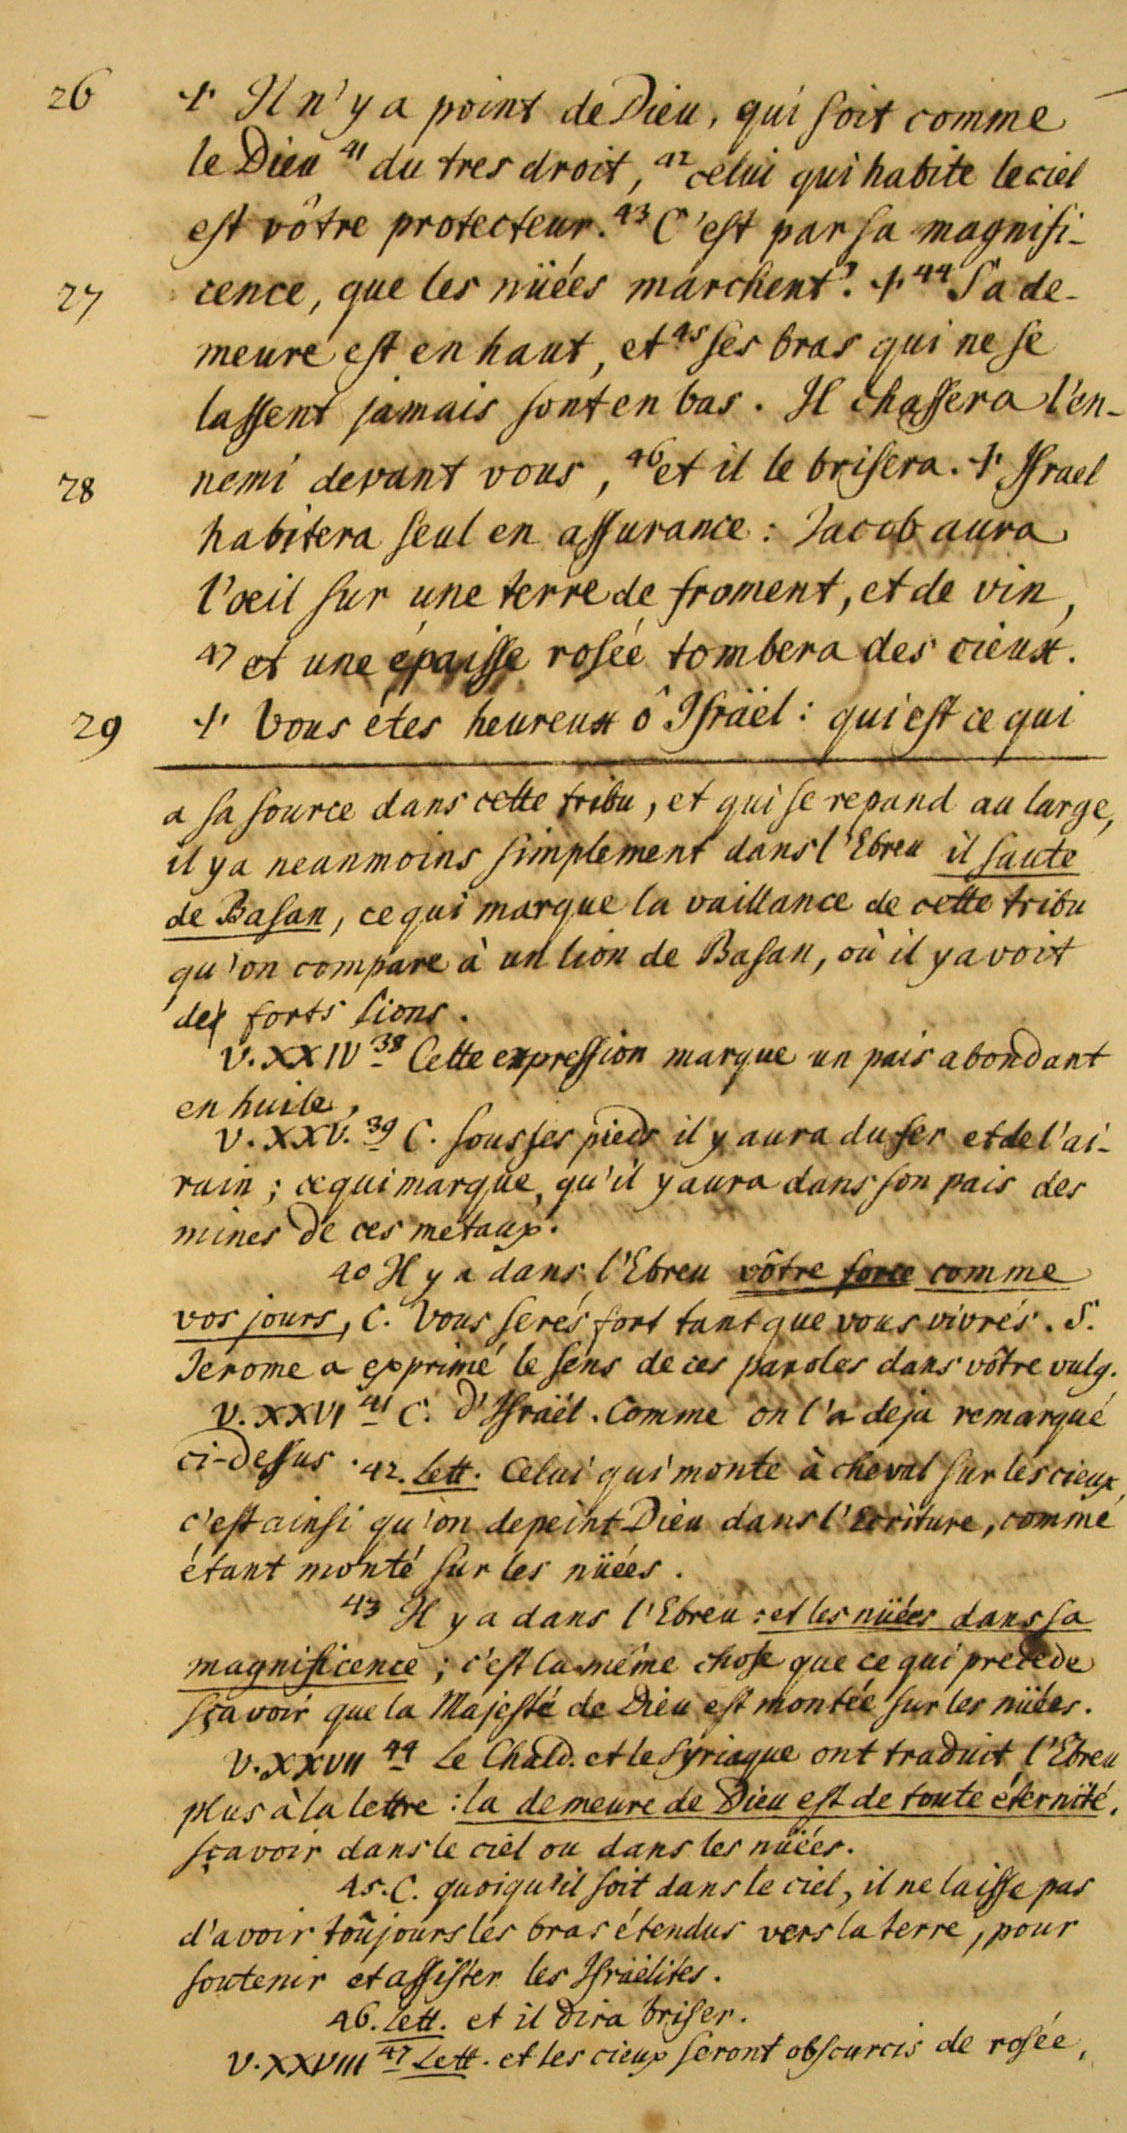 26 ✢ Il n'y a point de Dieu, qui soit comme
le Dieu 41 du tres droit, 42 celui qui habite le ciel
est vôtre protecteur. 43 C'est par sa magnifi-
27 cence, que les nüées marchent. ✢ 44 Sa de-
meure est en haut, et 45 ses bras qui ne se
lassent jamais sont en bas. Il chassera l'en-
28 nemi devant vous, 46 et il le brisera. ✢ Israel
habitera seul en assurance : Jacob aura
l'oeil sur une terre de froment, et de vin,
47 et une épaisse rosée tombera des cieux.
29 ✢ Vous étes heureux ô Israël : qui est ce qui
a sa source dans cette tribu, et qui se repand au large,
il y a neanmoins simplement dans l'Ebreu il saute
de Basan, ce qui marque la vaillance de cette tribu
qu'on compare à un lion de Basan, où il y avoit
de forts lions.
V. XXIV 38 Cette expression marque un païs abondant
en huile.
V. XXV. 39 C. sous ses pieds il y aura du fer et de l'ai-
rain ; ce qui marque, qu'il y aura dans son païs des
mines de ces metaux.
40 Il y a dans l'Ebreu vôtre force comme
vos jours, C. Vous serés fort tant que vous vivrés. S.
Jerome a exprimé le sens de ces paroles dans vôtre vulg.
V. XXVI 41 C. d'Israël. Comme on l'a deja remarqué
ci-dessus. 42. Lett. Celui qui monte à cheval sur les cieux,
c'est ainsi qu'on depeint Dieu dans l'Ecriture, comme
étant monté sur les nüées.
43 Il y a dans l'Ebreu : et les nüées dans sa
magnificence ; c'est la même chose que ce qui precede
sçavoir que la Majesté de Dieu est montée sur les nüées.
V. XXVII 44 Le Chald. et le Syriaque ont traduit l'Ebreu
plus à la lettre : la demeure de Dieu est de toute éternité,
sçavoir dans le ciel ou dans les nüées.
45. C. quoiqu'il soit dans le ciel, il ne laisse pas
d'avoir toûjours les bras étendus vers la terre, pour
soutenir et assister les Israëlites.
46. Lett. et il dira briser.
V. XXVIII 47 Lett. et les cieux seront obscurcis de rosée,